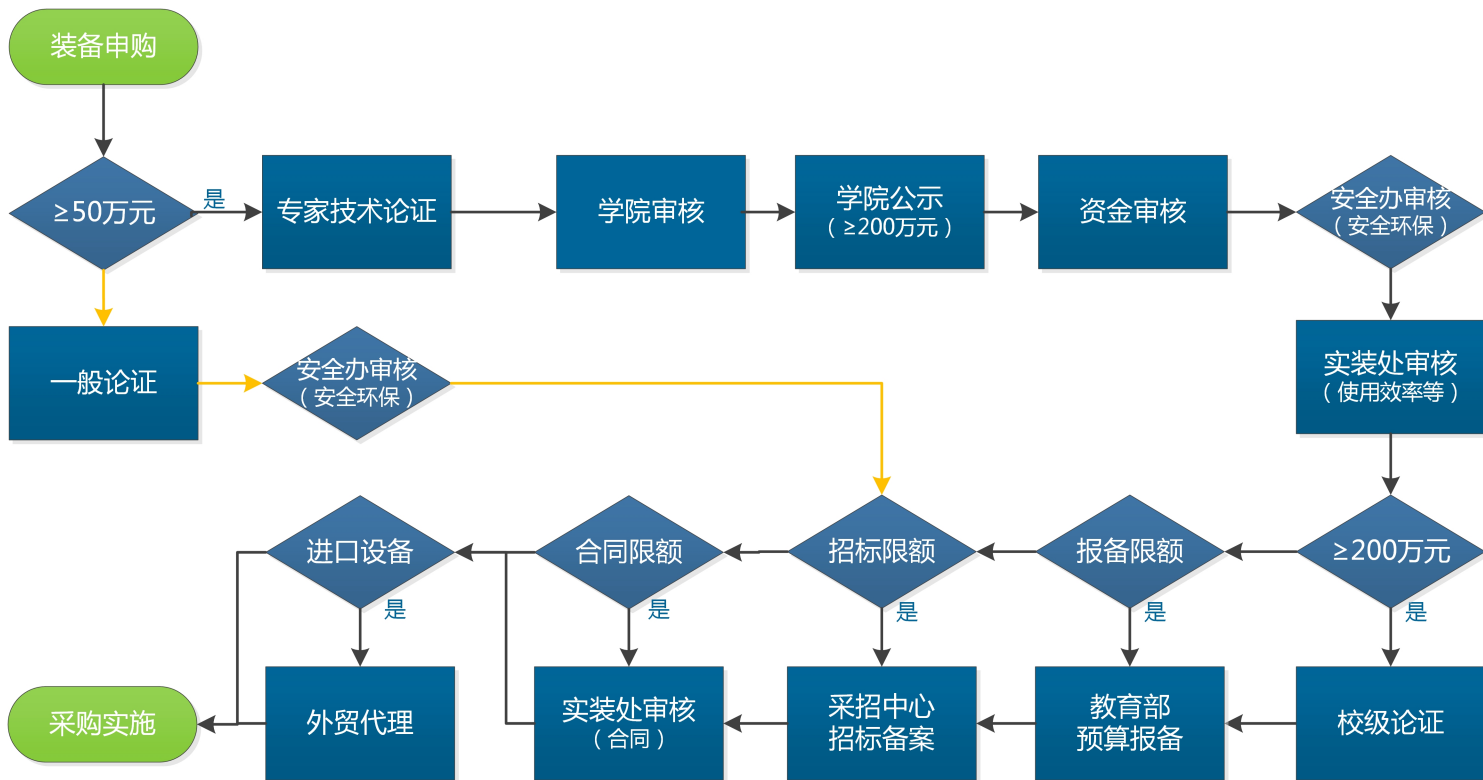 装备申购
≥50万元
是
专家技术论证
学院审核
学院公示
（≥200万元）
资金审核
安全办审核
（安全环保）
一般论证
安全办审核
（安全环保）
实装处审核
（使用效率等）
进口设备
合同限额
招标限额
报备限额
≥200万元
是
是
是
是
是
采购实施
外贸代理
实装处审核
（合同）
采招中心
招标备案
教育部
预算报备
校级论证